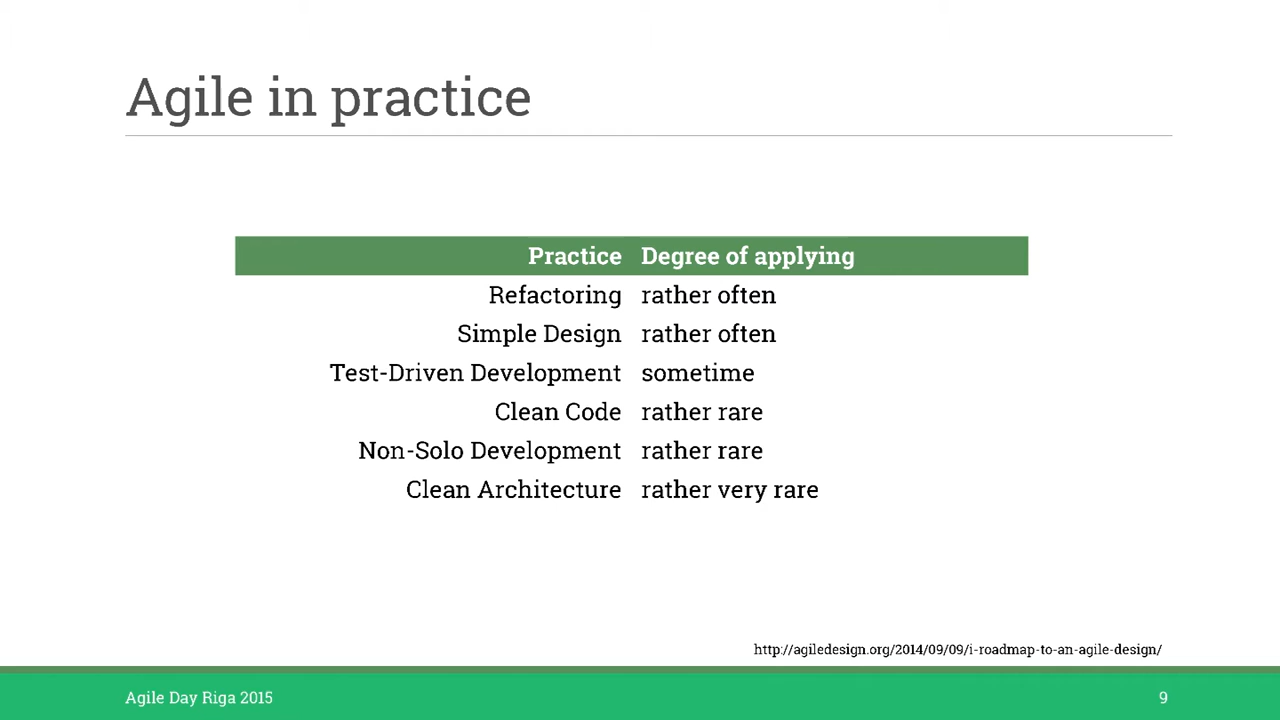 Agile in practice
Practice Degree of applying
Refactoring rather often
Simple Design rather often
Test-Driven Development sometime
Clean Code rather rare
Non-Solo Development rather rare
Clean Architecture rather very rare
http://agiledesign.org/2014/09/09/i-roadmap-to-an-agile-design/
Agile Day Riga 2015 9